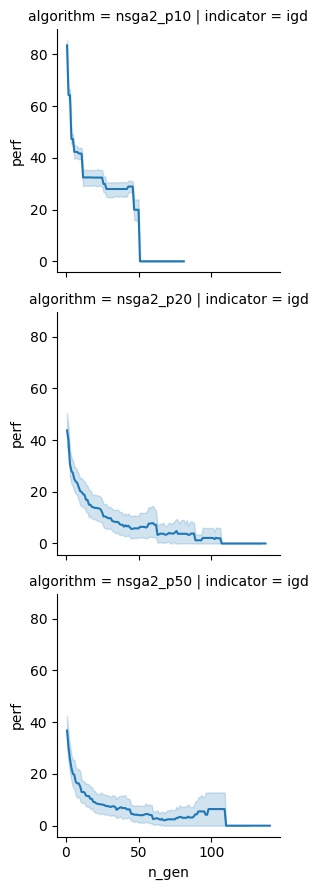 algorithm = nsga2_p10 | indicator = igd
80
60
40
20
0
perf
algorithm = nsga2_p20 | indicator = igd
80
60
40
20
0
perf
algorithm = nsga2_p50 | indicator = igd
80
60
40
20
0
perf
0 50 100
n_gen